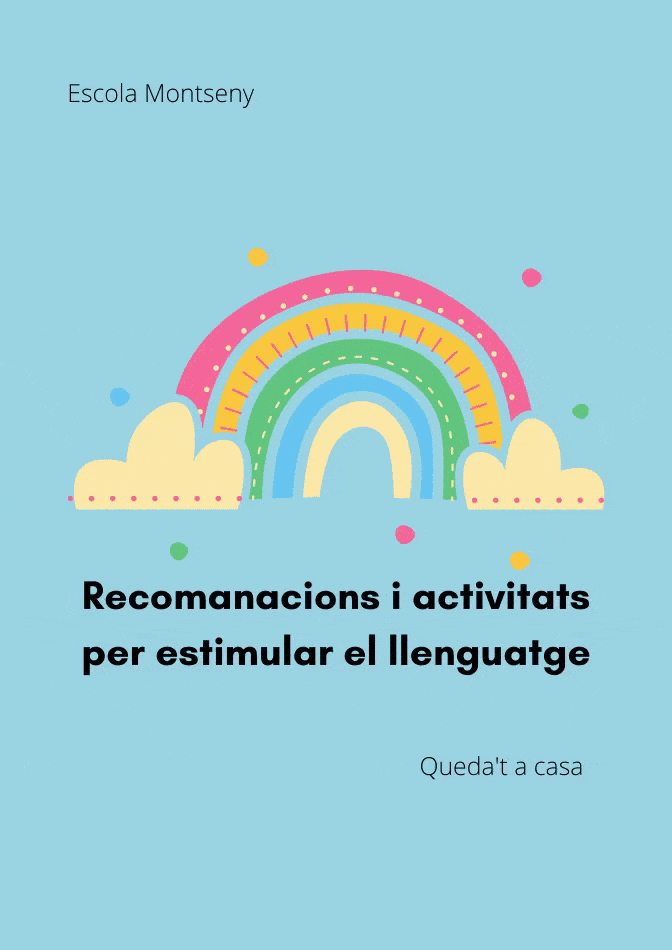 Escola Montseny
Recomanacions i activitats
per estimular el llenguatge
Queda't a casa